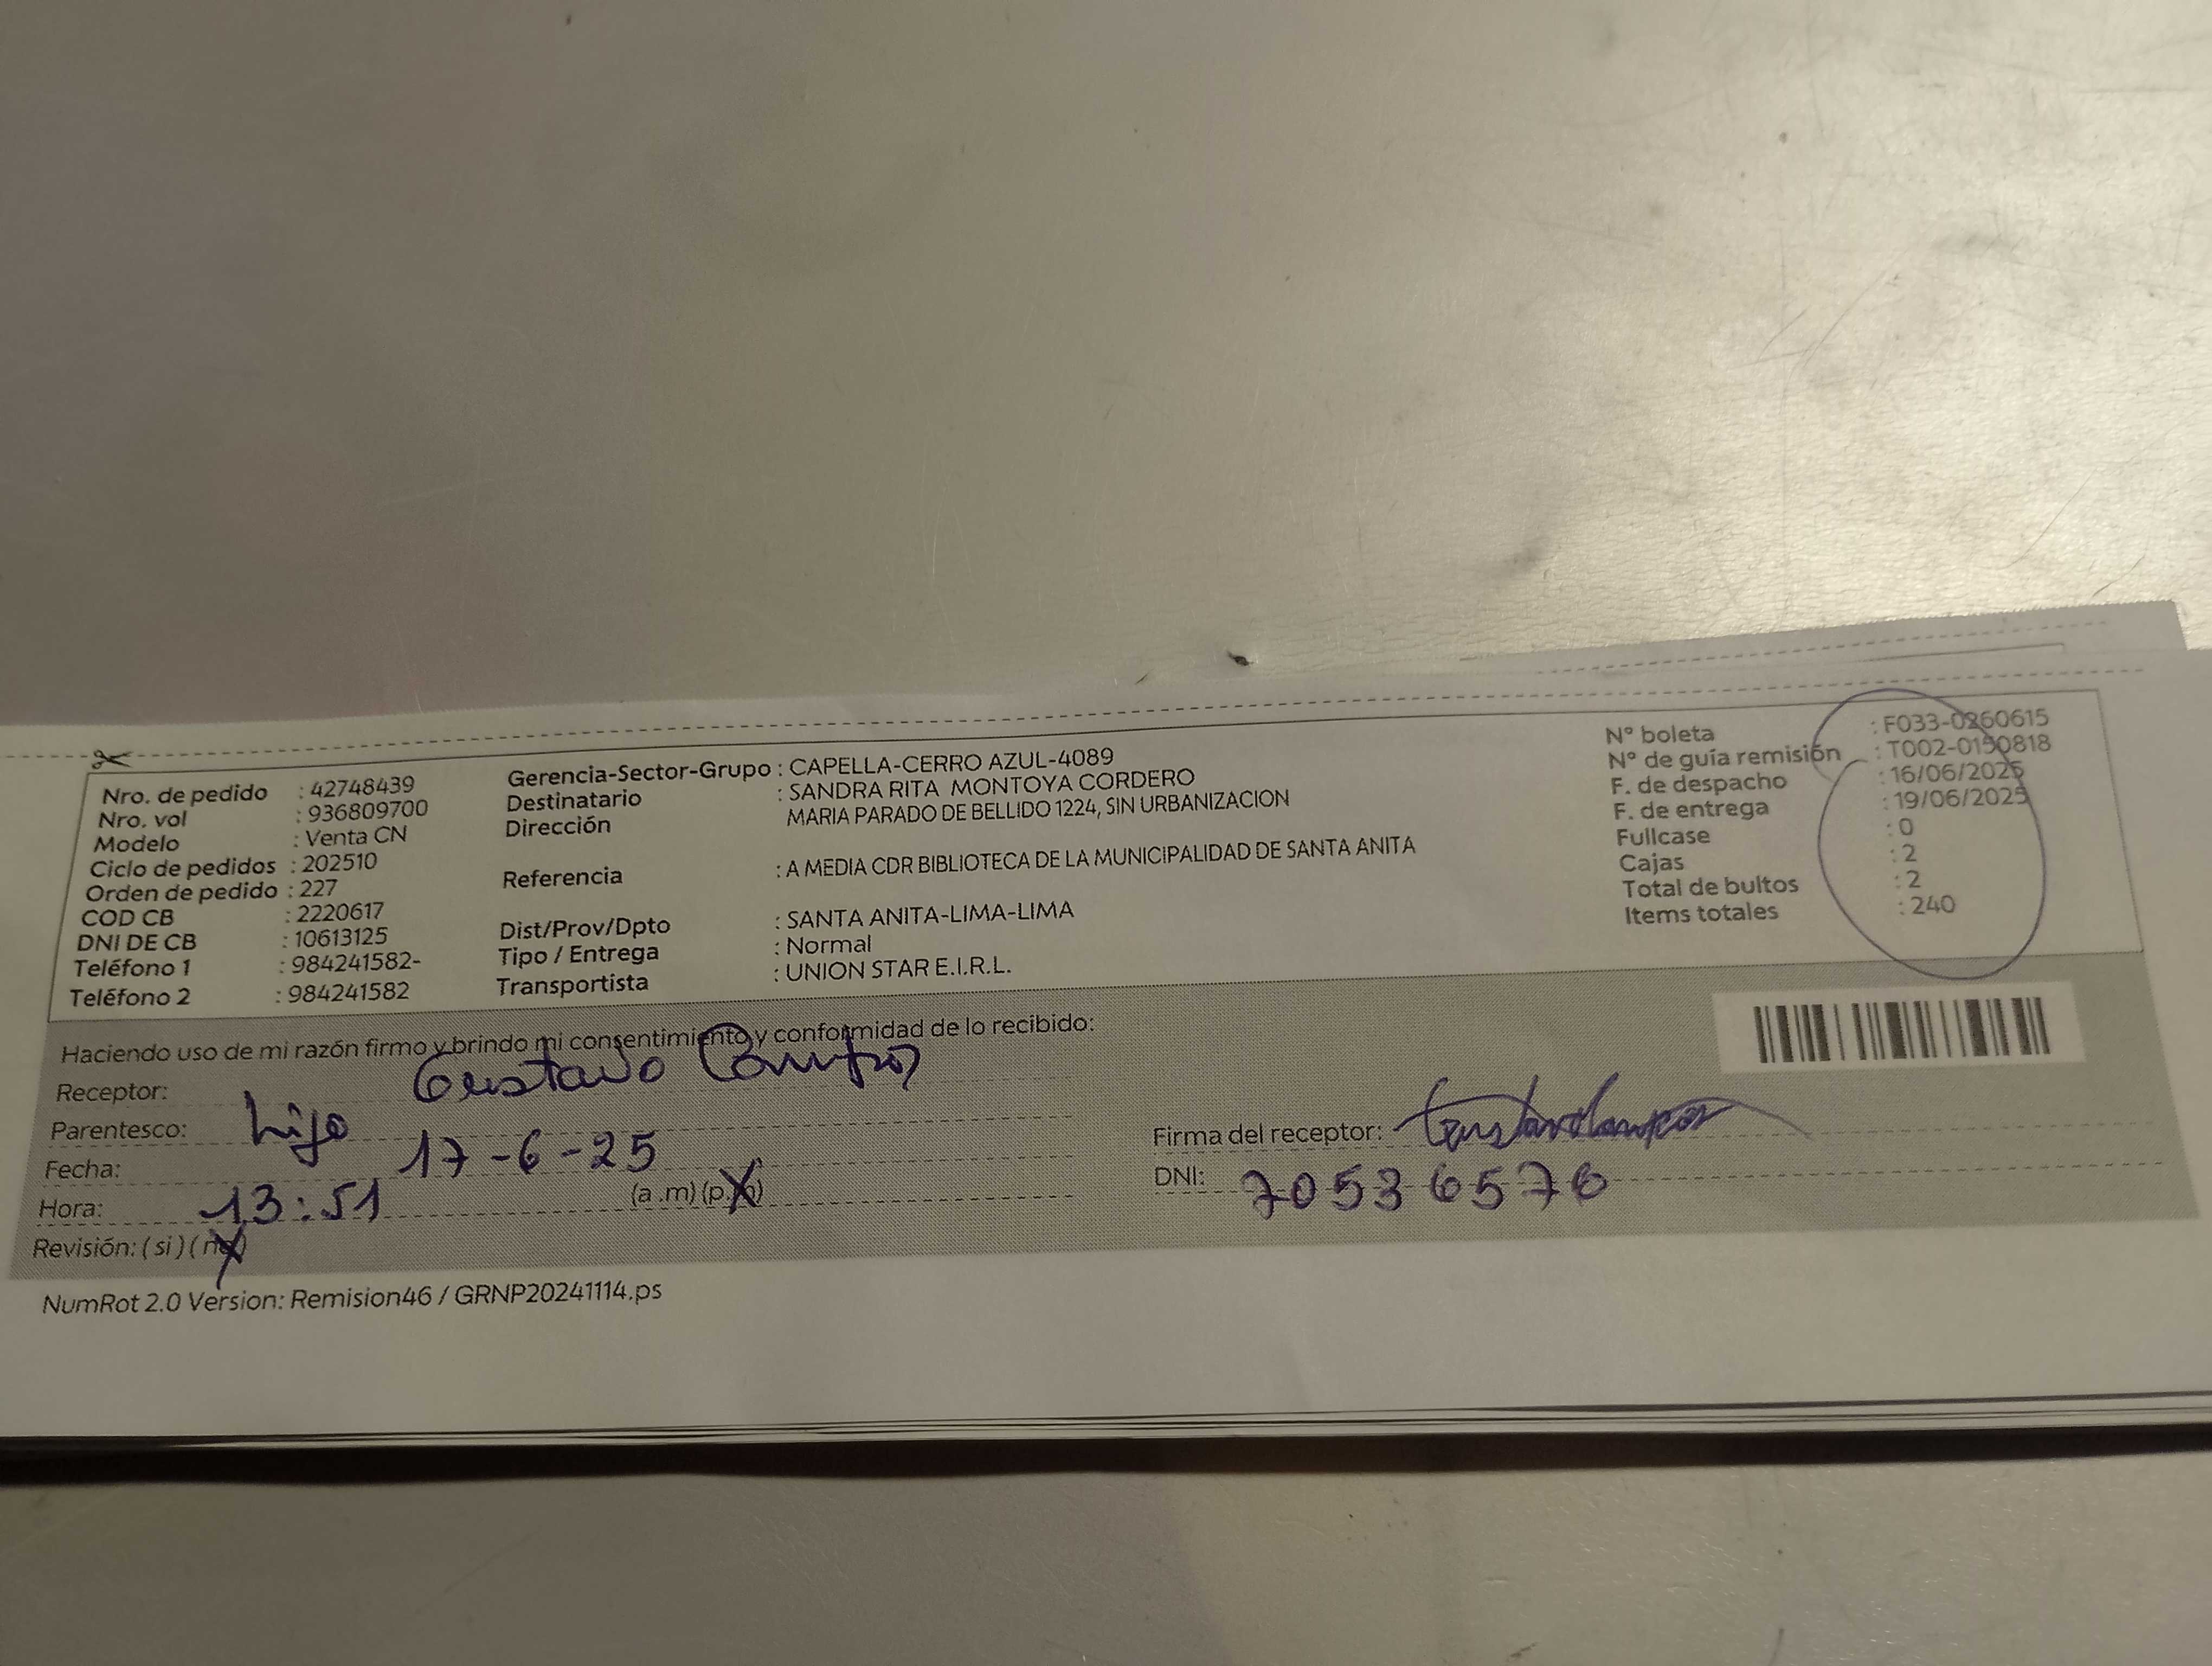 Nro. de pedido : 42748439
Nro. vol : 936809700
Modelo : Venta CN
Ciclo de pedidos : 202510
Orden de pedido : 227
COD CB : 2220617
DNI DE CB : 10613125
Teléfono 1 : 984241582-
Teléfono 2 : 984241582
Gerencia-Sector-Grupo : CAPELLA-CERRO AZUL-4089
Destinatario : SANDRA RITA MONTOYA CORDERO
Dirección MARIA PARADO DE BELLIDO 1224, SIN URBANIZACION
Referencia : A MEDIA CDR BIBLIOTECA DE LA MUNICIPALIDAD DE SANTA ANITA
Dist/Prov/Dpto : SANTA ANITA-LIMA-LIMA
Tipo / Entrega : Normal
Transportista : UNION STAR E.I.R.L.
N° boleta : F033-0260615
N° de guía remisión : T002-0150818
F. de despacho : 16/06/2025
F. de entrega : 19/06/2025
Fullcase : 0
Cajas : 2
Total de bultos : 2
Items totales : 240
Haciendo uso de mi razón firmo y brindo mi consentimiento y conformidad de lo recibido:
Receptor: Gustavo
Parentesco: hijo
Fecha: 17-6-25
Hora: 13:51 (a .m) (p.m)
Revisión: (si) (no)
Firma del receptor:
DNI: 70536576
NumRot 2.0 Version: Remision46 / GRNP20241114.ps